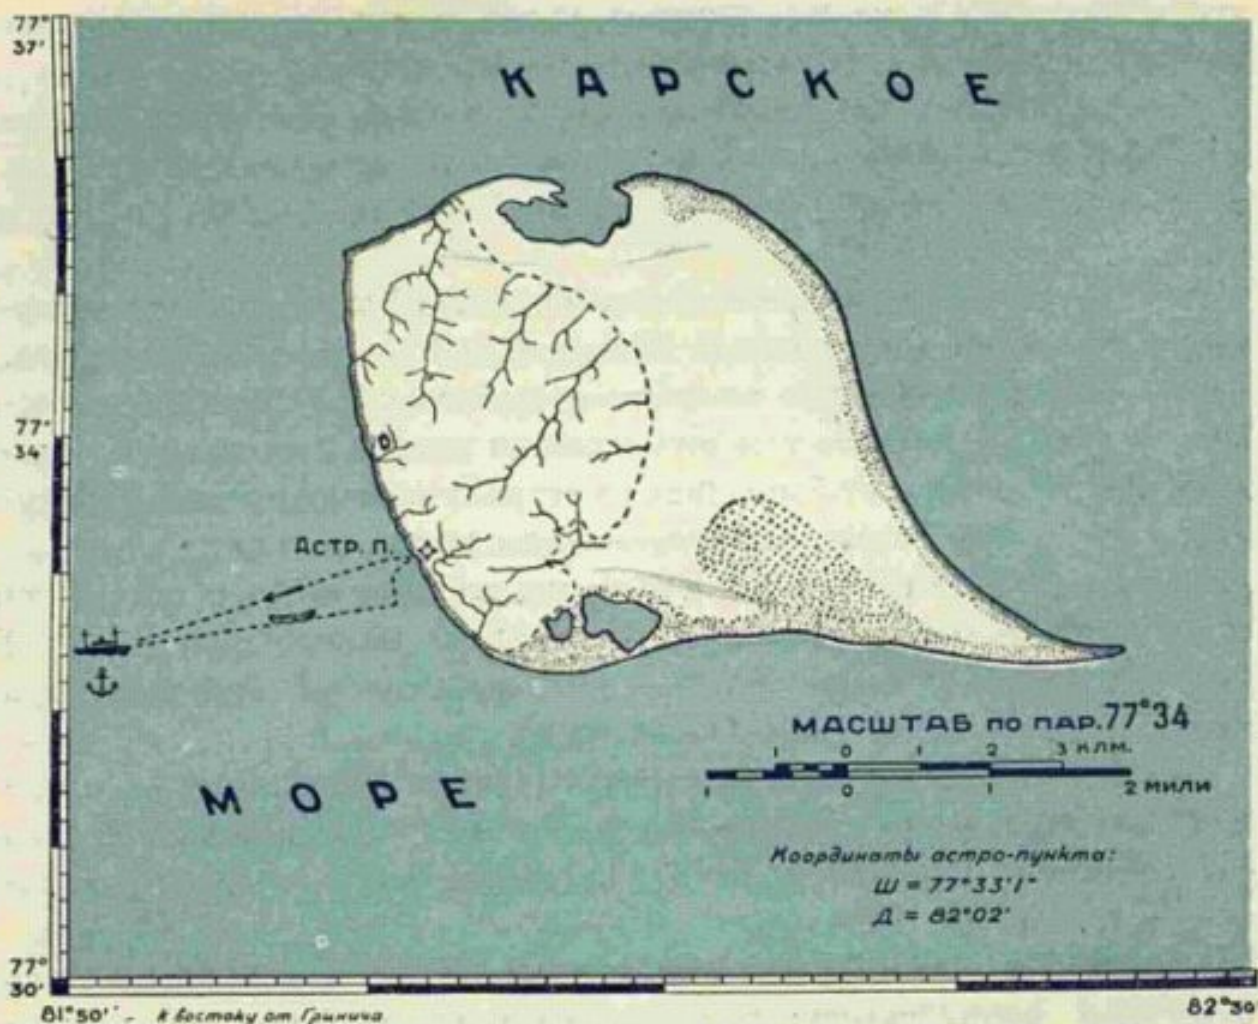 77°
37'
КАРСКОЕ
77°
34'
АСТР. П.
МАСШТАБ ПО ПАР. 77°34
1 0 1 2 3 КЛМ.
1 0 1 2 МИЛИ
МОРЕ
Координаты астро-пункта:
Ш = 77°33'1"
Д = 82°02'
77°
30'
81°50' - к востоку от Гринича
82°30